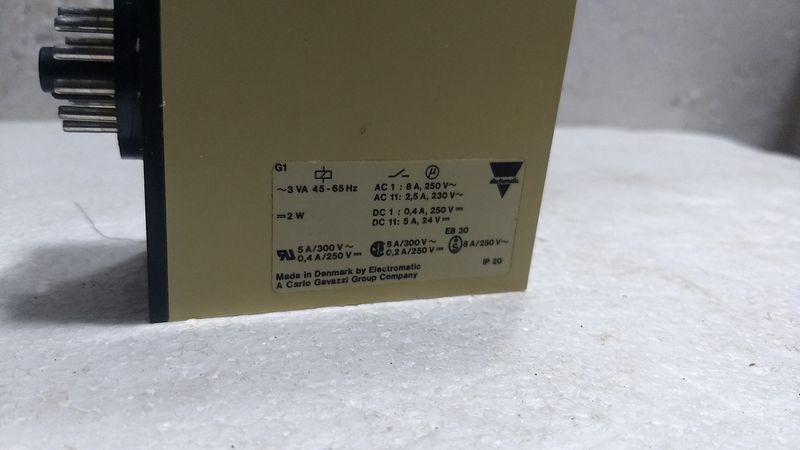 G1
~3 VA 45-65 Hz
⎓2 W
µ
AC 1 : 8 A, 250 V~
AC 11: 2,5 A, 230 V~
DC 1 : 0,4 A, 250 V⎓
DC 11: 5 A, 24 V⎓
Electromatic
EB 30
5 A/300 V~
0,4 A/250 V⎓
8 A/300 V~
0,2 A/250 V⎓
S 8 A/250 V~
IP 20
Made in Denmark by Electromatic
A Carlo Gavazzi Group Company